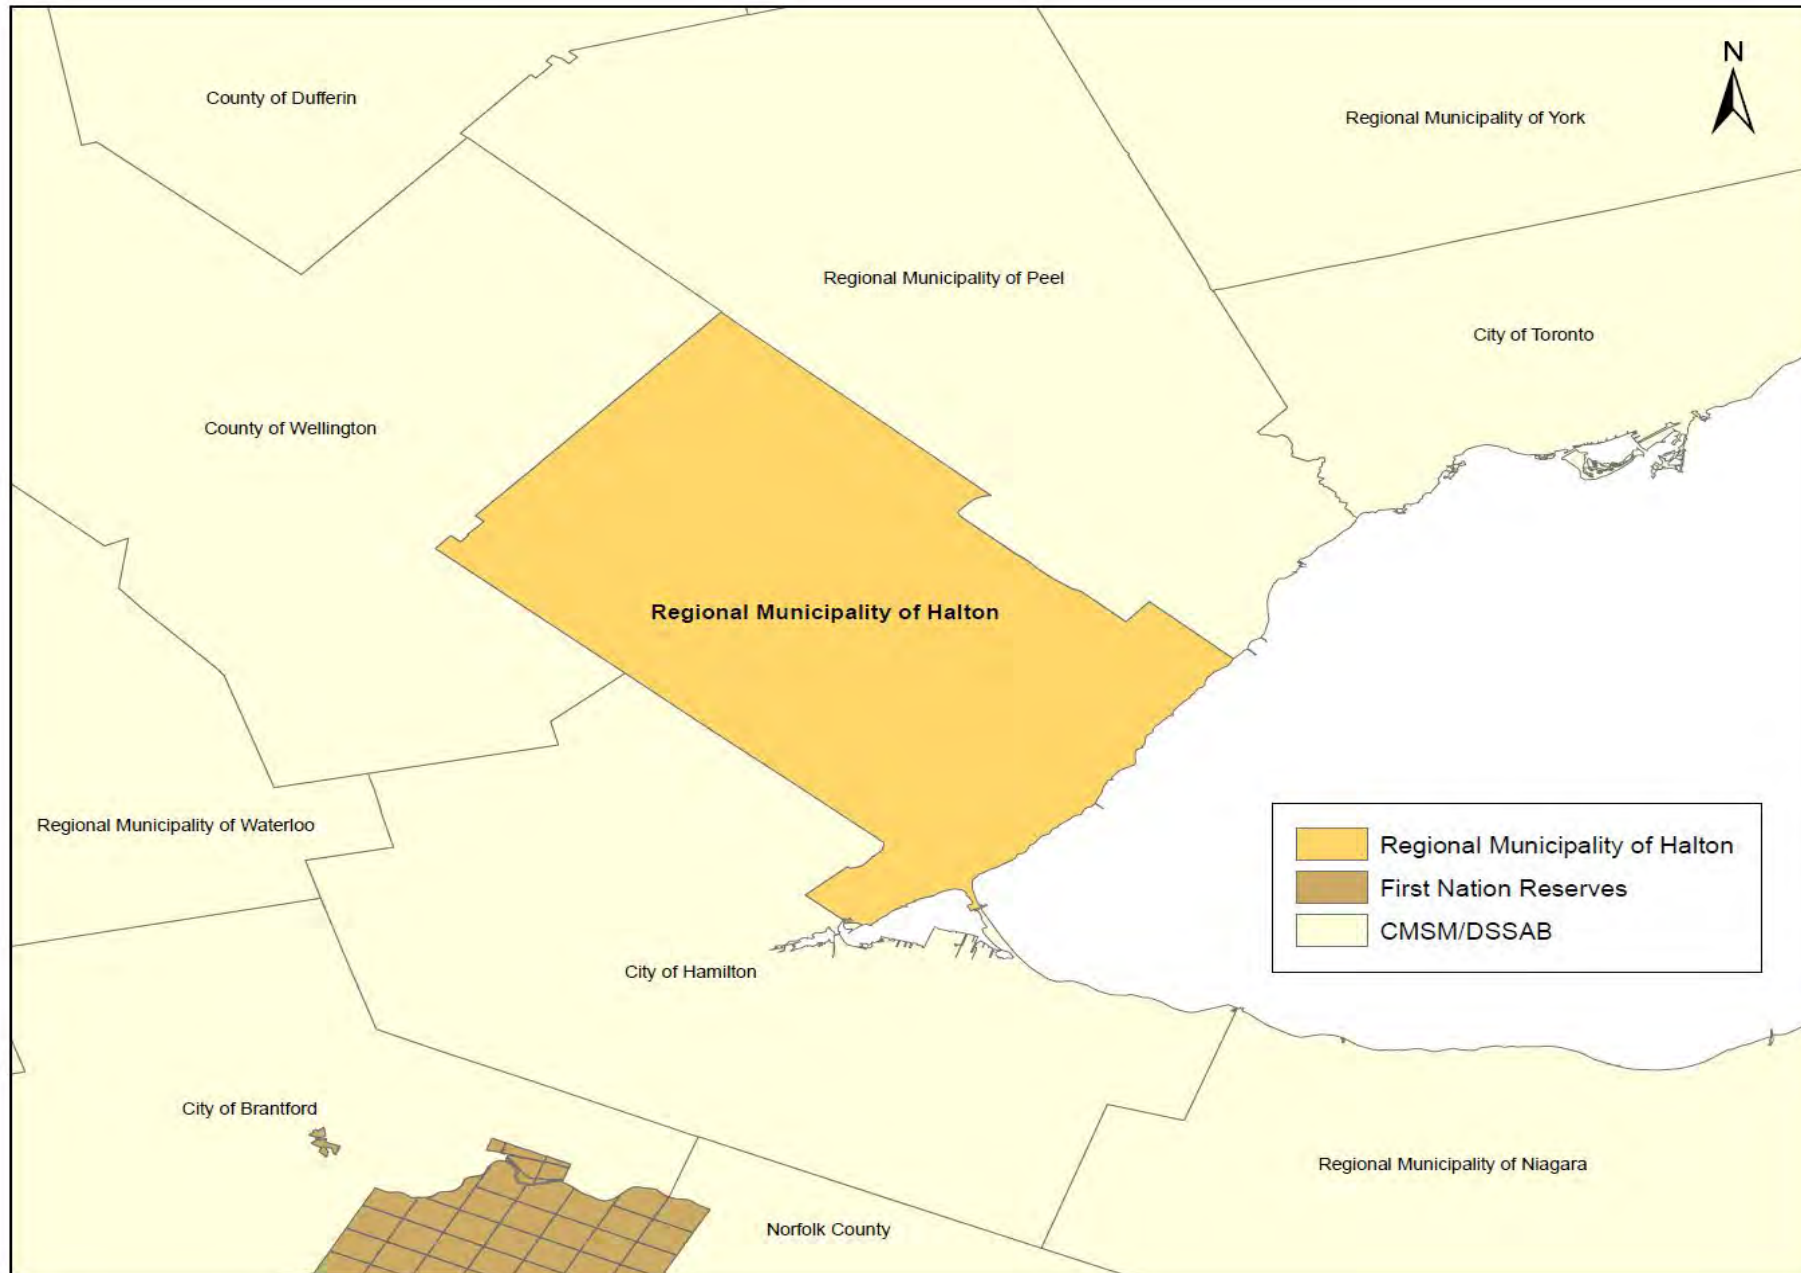 N
County of Dufferin
Regional Municipality of York
Regional Municipality of Peel
City of Toronto
County of Wellington
Regional Municipality of Halton
Regional Municipality of Waterloo
Regional Municipality of Halton
First Nation Reserves
CMSM/DSSAB
City of Hamilton
City of Brantford
Regional Municipality of Niagara
Norfolk County